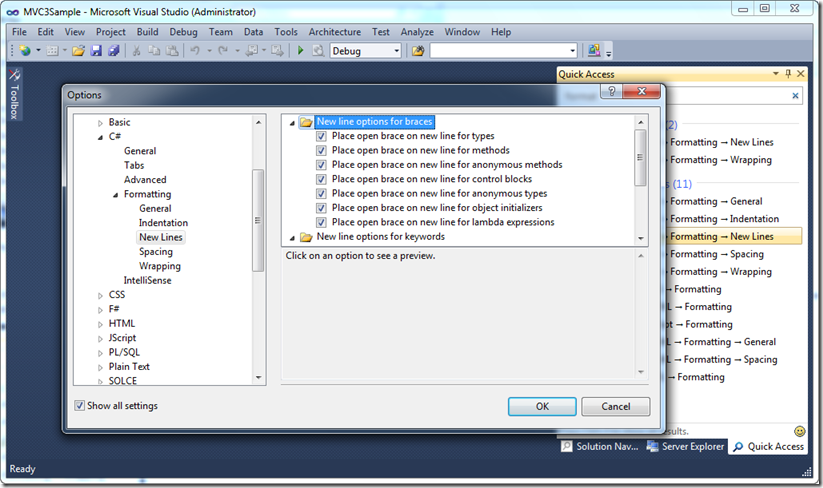 MVC3Sample - Microsoft Visual Studio (Administrator)
File Edit View Project Build Debug Team Data Tools Architecture Test Analyze Window Help
Debug
Toolbox
Quick Access
Options
Basic
C#
General
Tabs
Advanced
Formatting
General
Indentation
New Lines
Spacing
Wrapping
IntelliSense
CSS
F#
HTML
JScript
PL/SQL
Plain Text
SOLCE
Show all settings
New line options for braces
Place open brace on new line for types
Place open brace on new line for methods
Place open brace on new line for anonymous methods
Place open brace on new line for control blocks
Place open brace on new line for anonymous types
Place open brace on new line for object initializers
Place open brace on new line for lambda expressions
New line options for keywords
Click on an option to see a preview.
OK Cancel
2)
Formatting → New Lines
Formatting → Wrapping
s (11)
→ Formatting → General
→ Formatting → Indentation
→ Formatting → New Lines
→ Formatting → Spacing
→ Formatting → Wrapping
→ Formatting
L → Formatting
pt → Formatting
L → Formatting → General
L → Formatting → Spacing
→ Formatting
results.
Solution Nav... Server Explorer Quick Access
Ready